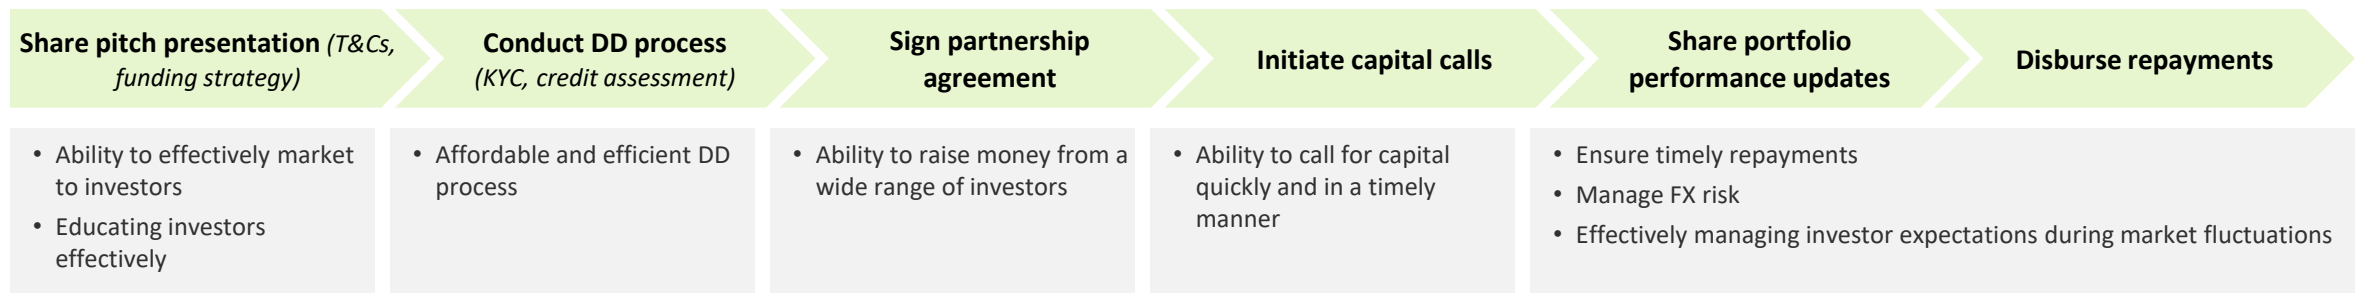 Share pitch presentation (T&Cs,
funding strategy)
Conduct DD process
(KYC, credit assessment)
Sign partnership
agreement
Initiate capital calls
Share portfolio
performance updates
Disburse repayments
• Ability to effectively market
to investors
• Educating investors
effectively
• Affordable and efficient DD
process
• Ability to raise money from a
wide range of investors
• Ability to call for capital
quickly and in a timely
manner
• Ensure timely repayments
• Manage FX risk
• Effectively managing investor expectations during market fluctuations